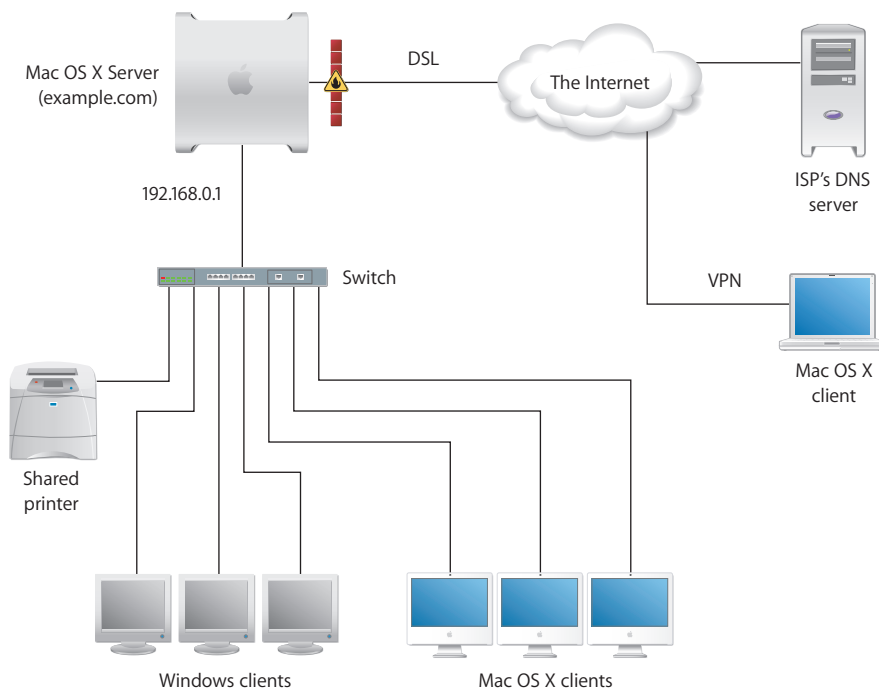 Mac OS X Server
(example.com)
DSL
The Internet
ISP's DNS
server
192.168.0.1
Switch
VPN
Mac OS X
client
Shared
printer
Windows clients
Mac OS X clients